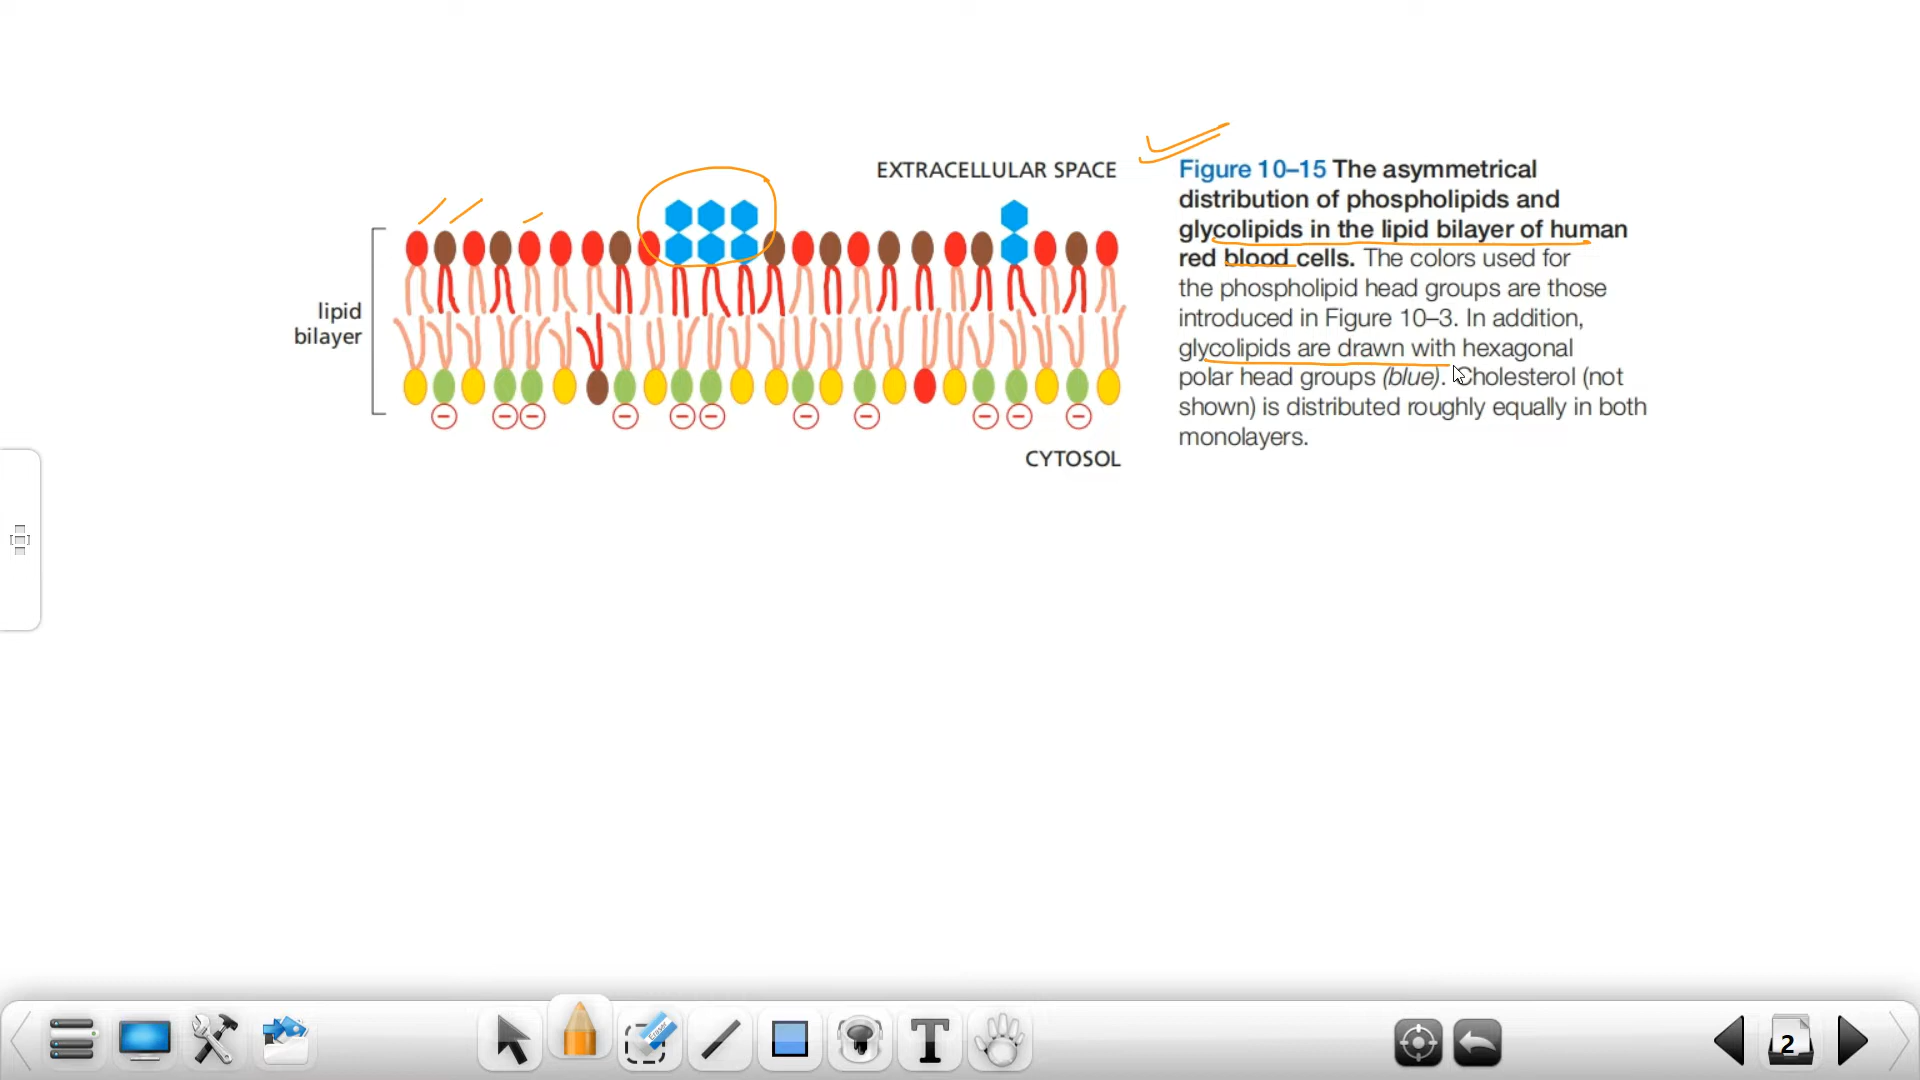 EXTRACELLULAR SPACE
lipid
bilayer
CYTOSOL
Figure 10–15 The asymmetrical
distribution of phospholipids and
glycolipids in the lipid bilayer of human
red blood cells. The colors used for
the phospholipid head groups are those
introduced in Figure 10–3. In addition,
glycolipids are drawn with hexagonal
polar head groups (blue). Cholesterol (not
shown) is distributed roughly equally in both
monolayers.
Eraser
T
2